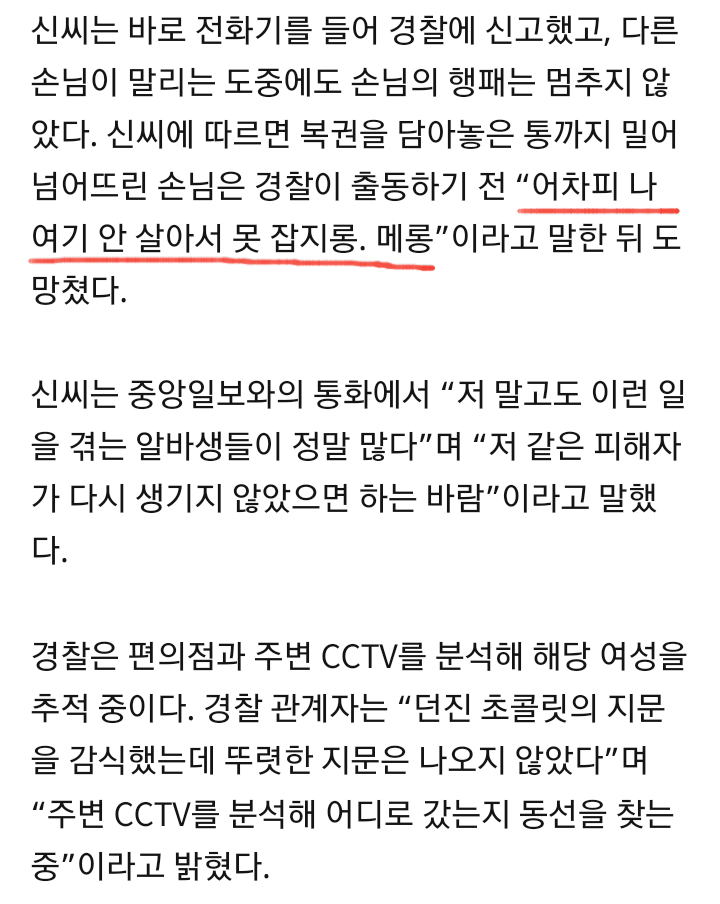 신씨는 바로 전화기를 들어 경찰에 신고했고, 다른
손님이 말리는 도중에도 손님의 행패는 멈추지 않
았다. 신씨에 따르면 복권을 담아놓은 통까지 밀어
넘어뜨린 손님은 경찰이 출동하기 전 “어차피 나
여기 안 살아서 못 잡지롱. 메롱”이라고 말한 뒤 도
망쳤다.
신씨는 중앙일보와의 통화에서 “저 말고도 이런 일
을 겪는 알바생들이 정말 많다”며 “저 같은 피해자
가 다시 생기지 않았으면 하는 바람”이라고 말했
다.
경찰은 편의점과 주변 CCTV를 분석해 해당 여성을
추적 중이다. 경찰 관계자는 “던진 초콜릿의 지문
을 감식했는데 뚜렷한 지문은 나오지 않았다”며
“주변 CCTV를 분석해 어디로 갔는지 동선을 찾는
중”이라고 밝혔다.